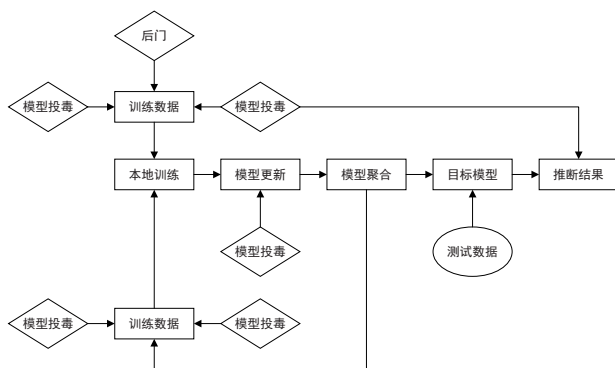 后门
模型投毒
训练数据
模型投毒
本地训练
模型更新
模型聚合
目标模型
推断结果
模型投毒
测试数据
模型投毒
训练数据
模型投毒